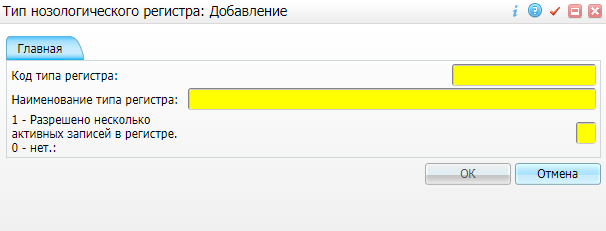 Тип нозологического регистра: Добавление
Главная
Код типа регистра:
Наименование типа регистра:
1 - Разрешено несколько
активных записей в регистре.
0 - нет.:
ОК Отмена